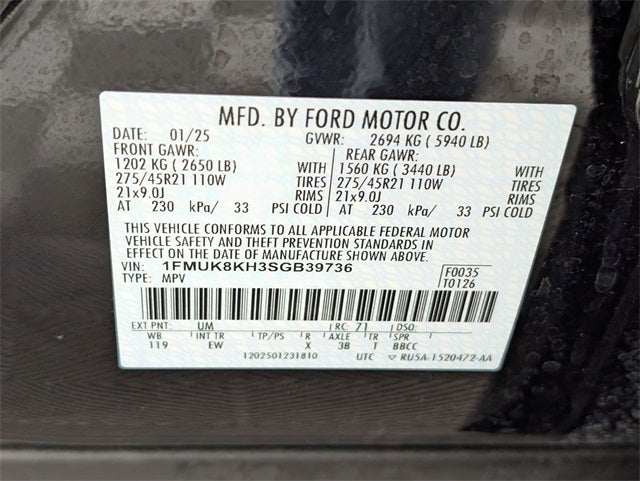 MFD. BY FORD MOTOR CO.
DATE: 01/25 GVWR: 2694 KG ( 5940 LB)
FRONT GAWR: REAR GAWR:
1202 KG ( 2650 LB) WITH 1560 KG ( 3440 LB) WITH
275/45R21 110W TIRES 275/45R21 110W TIRES
21x9.0J RIMS 21x9.0J RIMS
AT 230 kPa/ 33 PSI COLD AT 230 kPa/ 33 PSI COLD
THIS VEHICLE CONFORMS TO ALL APPLICABLE FEDERAL MOTOR
VEHICLE SAFETY AND THEFT PREVENTION STANDARDS IN
EFFECT ON THE DATE OF MANUFACTURE SHOWN ABOVE.
VIN: 1FMUK8KH3SGB39736 F0035
TYPE: MPV T0126
EXT PNT: UM RC: 71 DSO:
WB INT TR TP/PS R AXLE TR SPR
119 EW X 3B T BBCC
1202501231810 UTC ▽ RU5A-1520472-AA